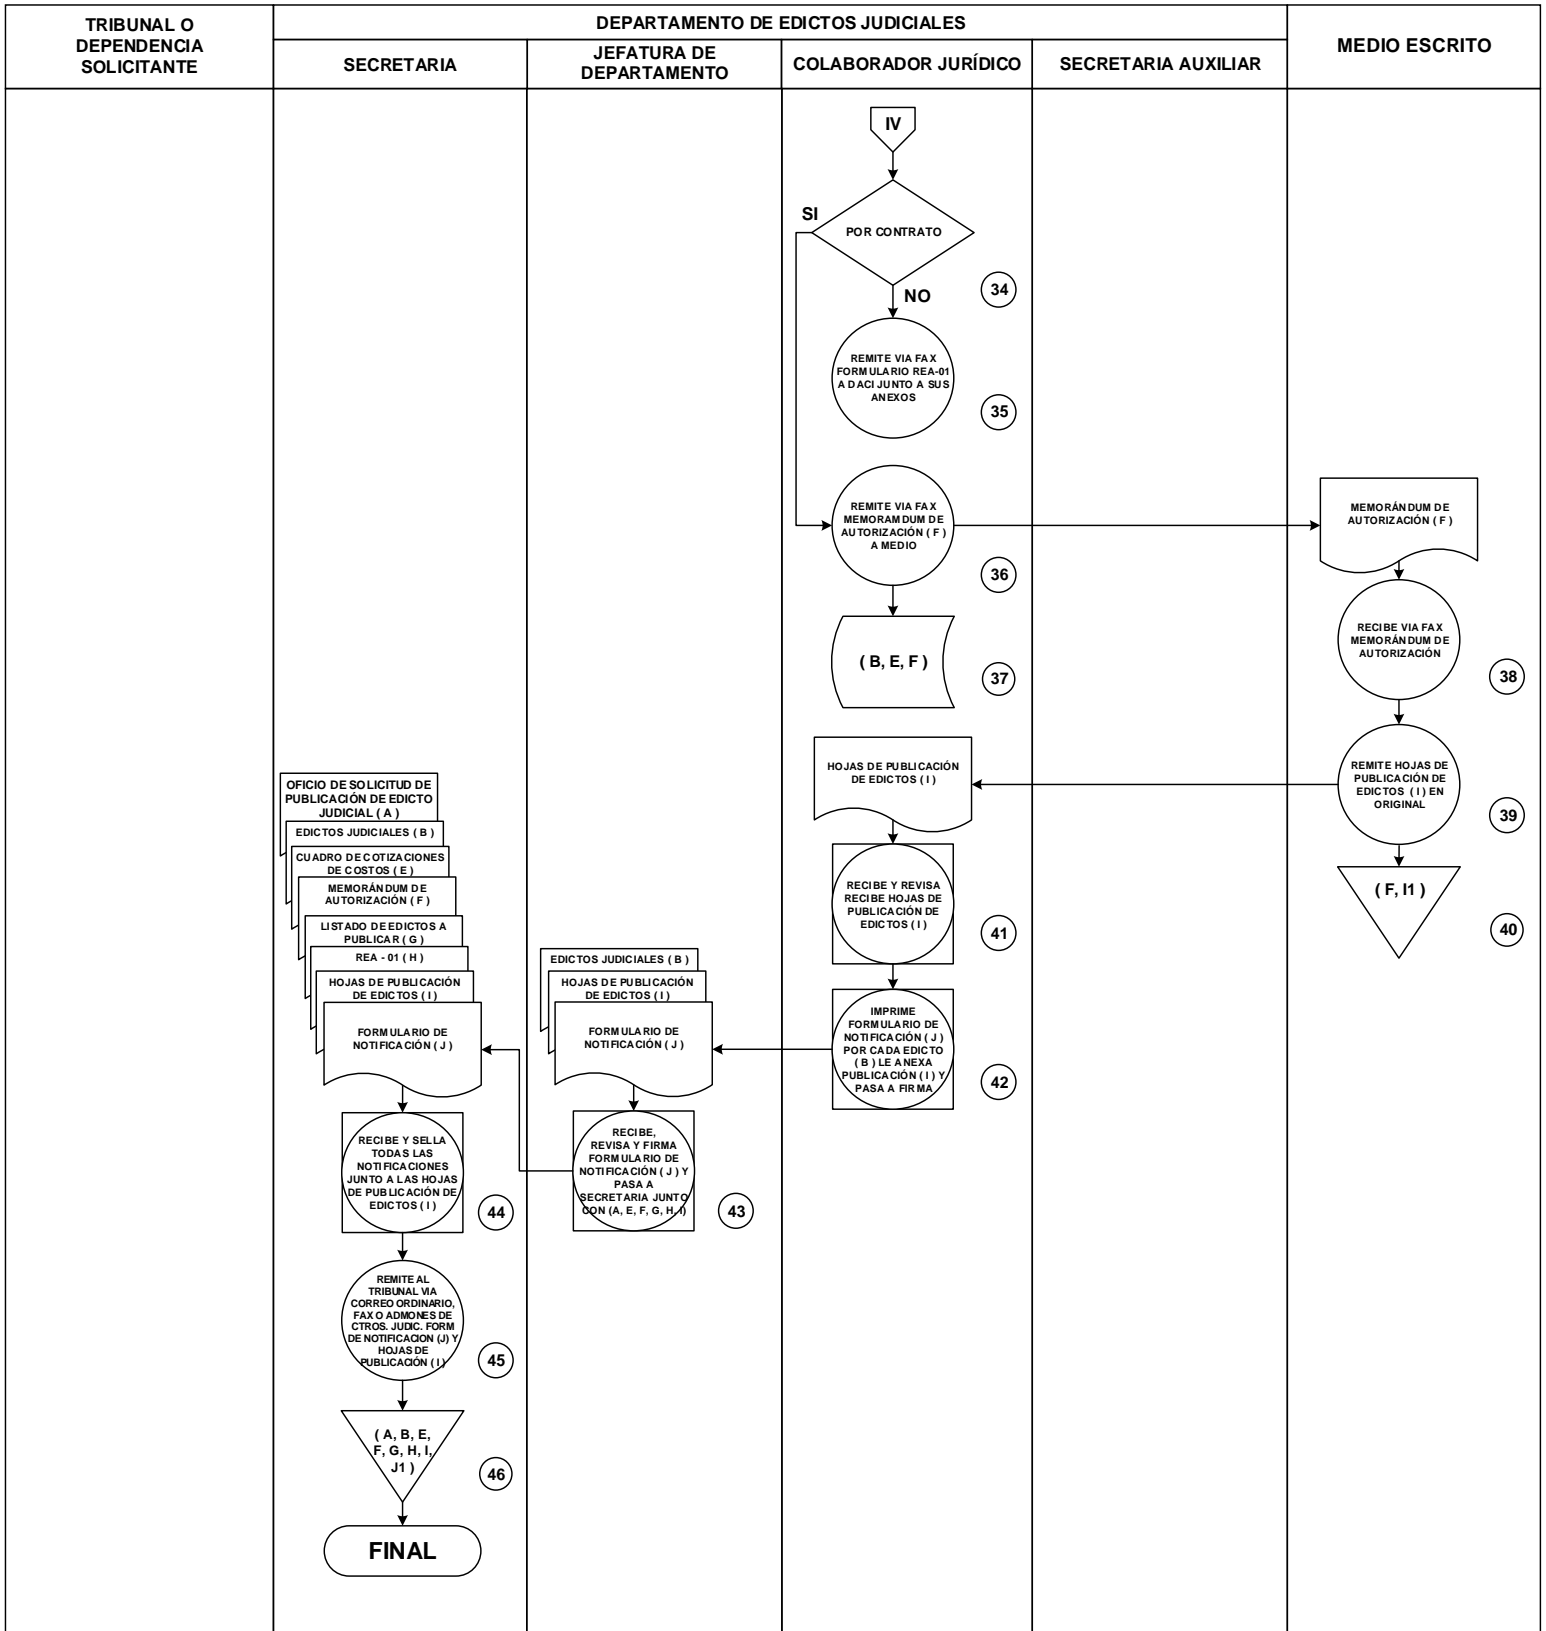 TRIBUNAL O
DEPENDENCIA
SOLICITANTE
DEPARTAMENTO DE EDICTOS JUDICIALES
SECRETARIA
JEFATURA DE
DEPARTAMENTO
COLABORADOR JURÍDICO
SECRETARIA AUXILIAR
MEDIO ESCRITO
IV
SI
POR CONTRATO
34
NO
REMITE VIA FAX
FORMULARIO REA-01
A DACI JUNTO A SUS
ANEXOS
35
REMITE VIA FAX
MEMORAMDUM DE
AUTORIZACIÓN ( F )
A MEDIO
36
MEMORÁNDUM DE
AUTORIZACIÓN ( F )
( B, E, F )
37
RECIBE VIA FAX
MEMORÁNDUM DE
AUTORIZACIÓN
38
REMITE HOJAS DE
PUBLICACIÓN DE
EDICTOS ( I ) EN
ORIGINAL
39
( F, I1 )
40
HOJAS DE PUBLICACIÓN
DE EDICTOS ( I )
RECIBE Y REVISA
RECIBE HOJAS DE
PUBLICACIÓN DE
EDICTOS ( I )
41
IMPRIME
FORMULARIO DE
NOTIFICACIÓN ( J )
POR CADA EDICTO
( B ) LE ANEXA
PUBLICACIÓN ( I ) Y
PASA A FIRMA
42
EDICTOS JUDICIALES ( B )
HOJAS DE PUBLICACIÓN
DE EDICTOS ( I )
FORMULARIO DE
NOTIFICACIÓN ( J )
RECIBE,
REVISA Y FIRMA
FORMULARIO DE
NOTIFICACIÓN ( J ) Y
PASA A
SECRETARIA JUNTO
CON (A, E, F, G, H, I)
43
OFICIO DE SOLICITUD DE
PUBLICACIÓN DE EDICTO
JUDICIAL ( A )
EDICTOS JUDICIALES ( B )
CUADRO DE COTIZACIONES
DE COSTOS ( E )
MEMORÁNDUM DE
AUTORIZACIÓN ( F )
LISTADO DE EDICTOS A
PUBLICAR ( G )
REA - 01 ( H )
HOJAS DE PUBLICACIÓN
DE EDICTOS ( I )
FORMULARIO DE
NOTIFICACIÓN ( J )
RECIBE Y SELLA
TODAS LAS
NOTIFICACIONES
JUNTO A LAS HOJAS
DE PUBLICACIÓN DE
EDICTOS ( I )
44
REMITE AL
TRIBUNAL VIA
CORREO ORDINARIO,
FAX O ADMONES DE
CTROS. JUDIC. FORM
DE NOTIFICACION (J) Y
HOJAS DE
PUBLICACIÓN ( I )
45
( A, B, E,
F, G, H, I,
J1 )
46
FINAL